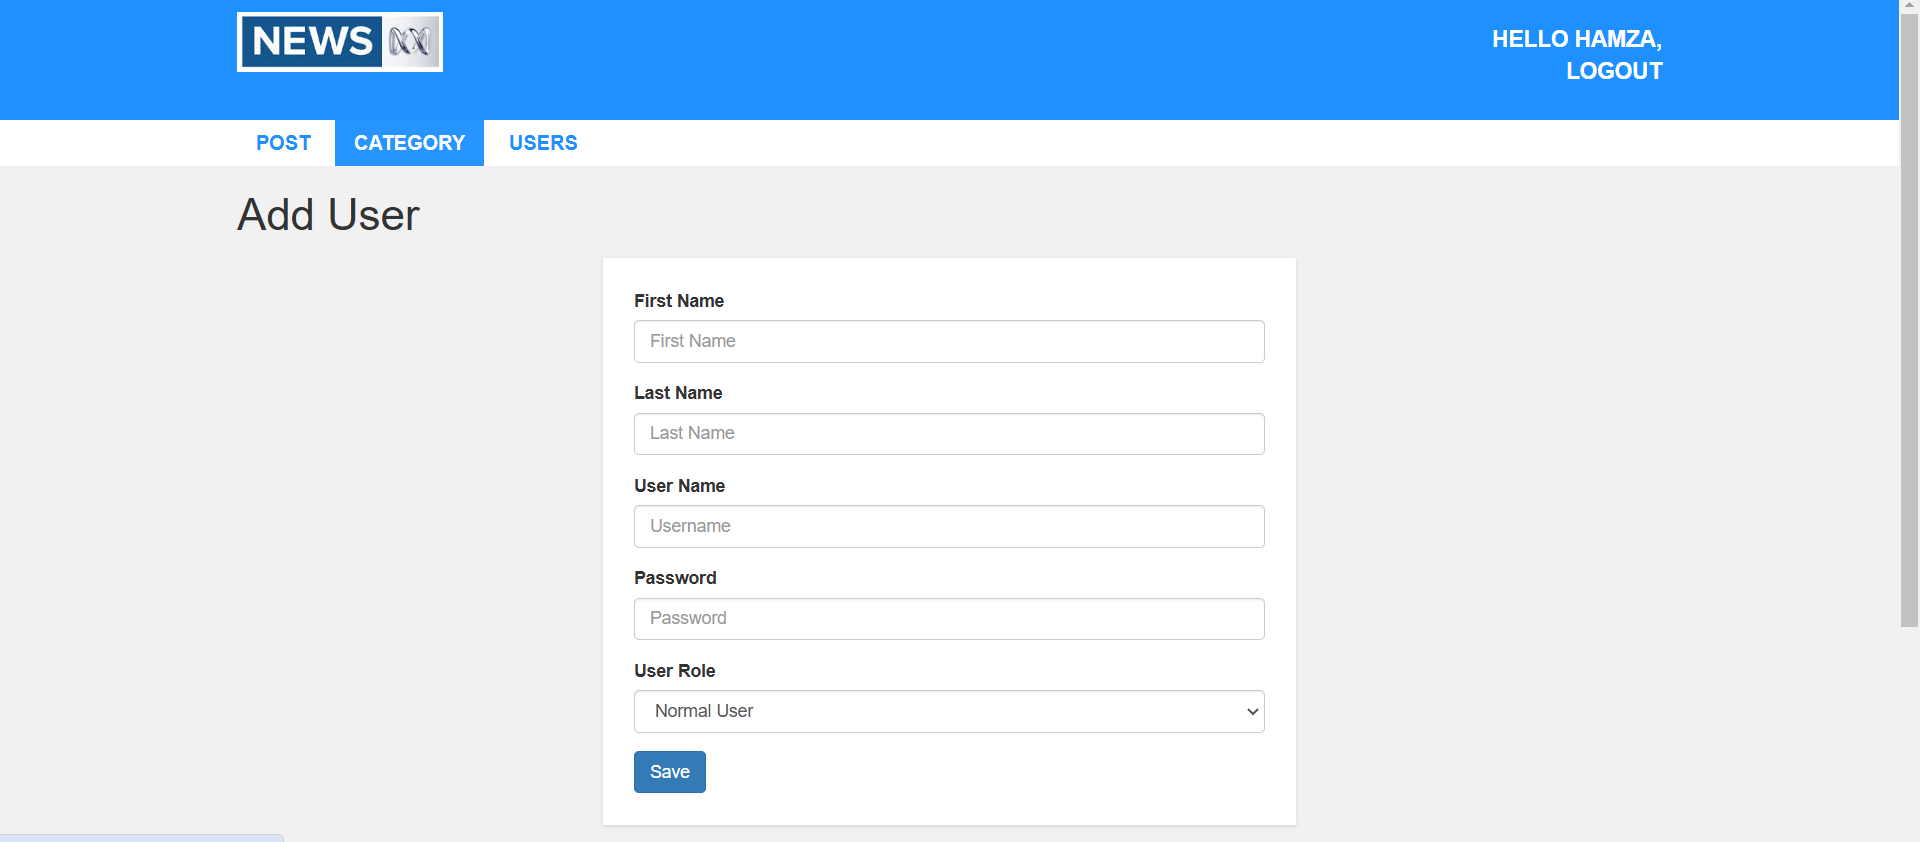 NEWS
HELLO HAMZA,
LOGOUT
POST
CATEGORY
USERS
Add User
First Name
First Name
Last Name
Last Name
User Name
Username
Password
Password
User Role
Normal User
Save